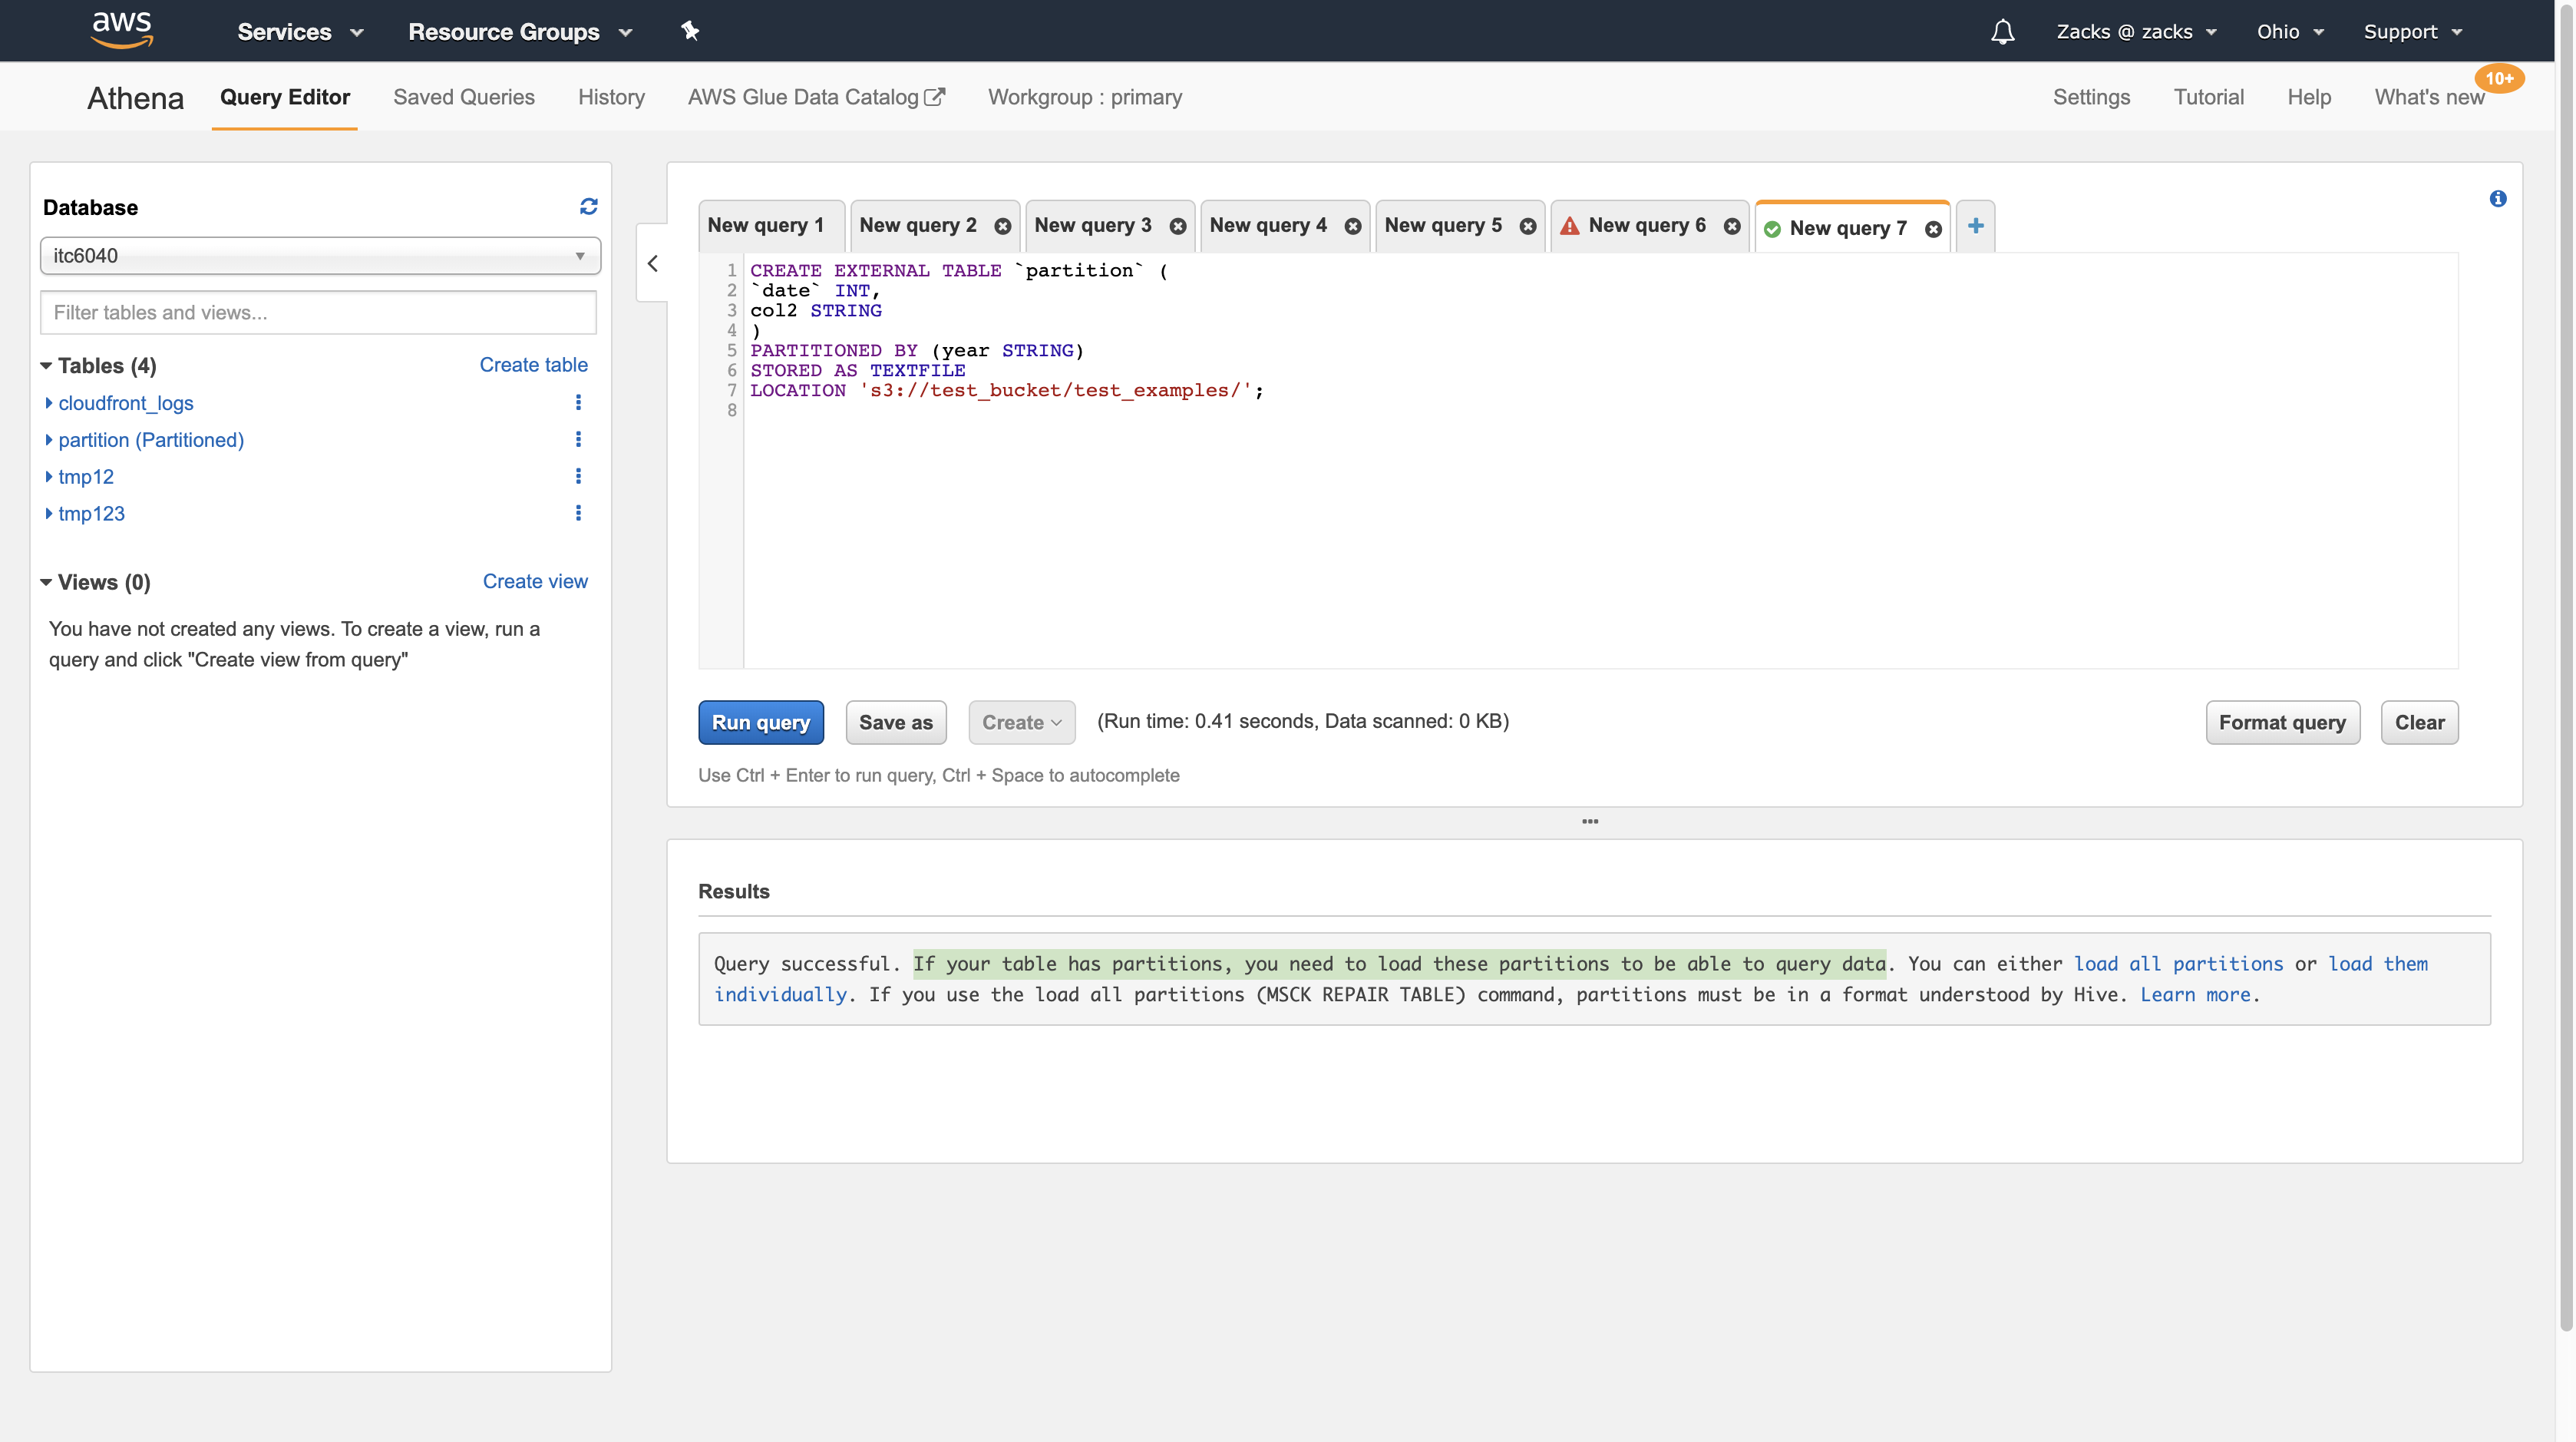 aws Services Resource Groups Zacks @ zacks Ohio Support
Athena Query Editor Saved Queries History AWS Glue Data Catalog Workgroup : primary Settings Tutorial Help What's new 10+
Database
itc6040
Filter tables and views...
Tables (4) Create table
cloudfront_logs
partition (Partitioned)
tmp12
tmp123
Views (0) Create view
You have not created any views. To create a view, run a
query and click "Create view from query"
New query 1 New query 2 New query 3 New query 4 New query 5 New query 6 New query 7
1 CREATE EXTERNAL TABLE `partition` (
2 `date` INT,
3 col2 STRING
4 )
5 PARTITIONED BY (year STRING)
6 STORED AS TEXTFILE
7 LOCATION 's3://test_bucket/test_examples/';
8
Run query Save as Create (Run time: 0.41 seconds, Data scanned: 0 KB) Format query Clear
Use Ctrl + Enter to run query, Ctrl + Space to autocomplete
Results
Query successful. If your table has partitions, you need to load these partitions to be able to query data. You can either load all partitions or load them
individually. If you use the load all partitions (MSCK REPAIR TABLE) command, partitions must be in a format understood by Hive. Learn more.